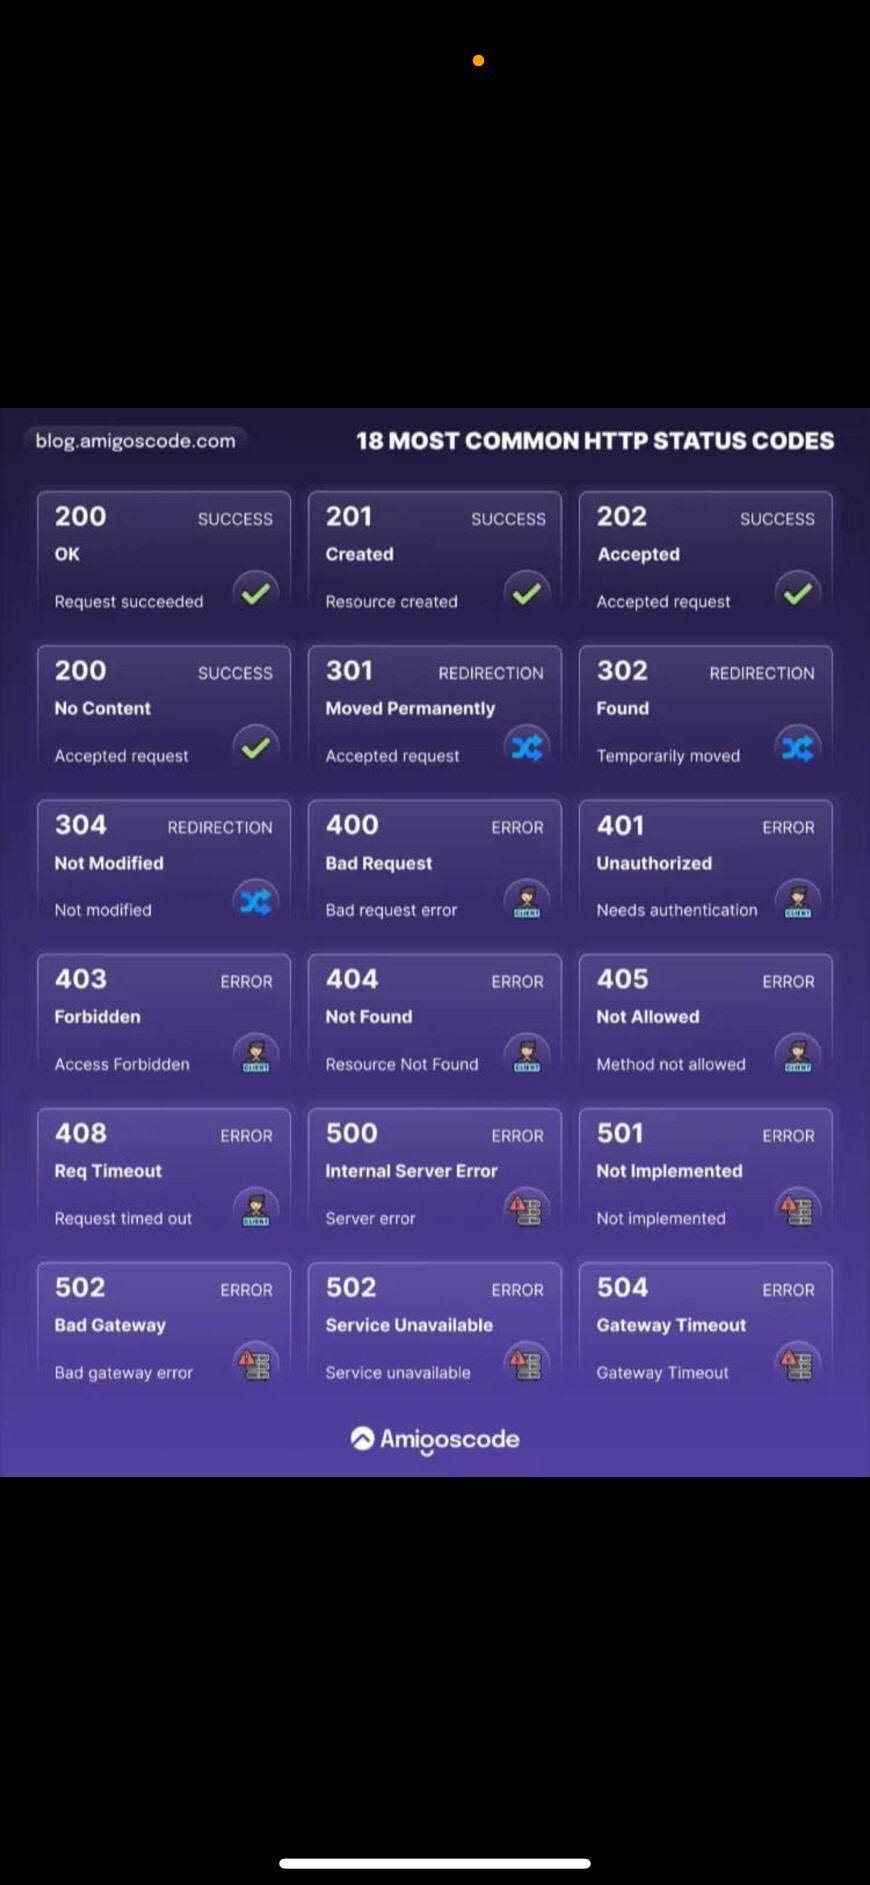 blog.amigoscode.com
18 MOST COMMON HTTP STATUS CODES
200 SUCCESS
OK
Request succeeded
201 SUCCESS
Created
Resource created
202 SUCCESS
Accepted
Accepted request
200 SUCCESS
No Content
Accepted request
301 REDIRECTION
Moved Permanently
Accepted request
302 REDIRECTION
Found
Temporarily moved
304 REDIRECTION
Not Modified
Not modified
400 ERROR
Bad Request
Bad request error
CLIENT
401 ERROR
Unauthorized
Needs authentication
CLIENT
403 ERROR
Forbidden
Access Forbidden
CLIENT
404 ERROR
Not Found
Resource Not Found
CLIENT
405 ERROR
Not Allowed
Method not allowed
CLIENT
408 ERROR
Req Timeout
Request timed out
CLIENT
500 ERROR
Internal Server Error
Server error
501 ERROR
Not Implemented
Not implemented
502 ERROR
Bad Gateway
Bad gateway error
502 ERROR
Service Unavailable
Service unavailable
504 ERROR
Gateway Timeout
Gateway Timeout
Amigoscode